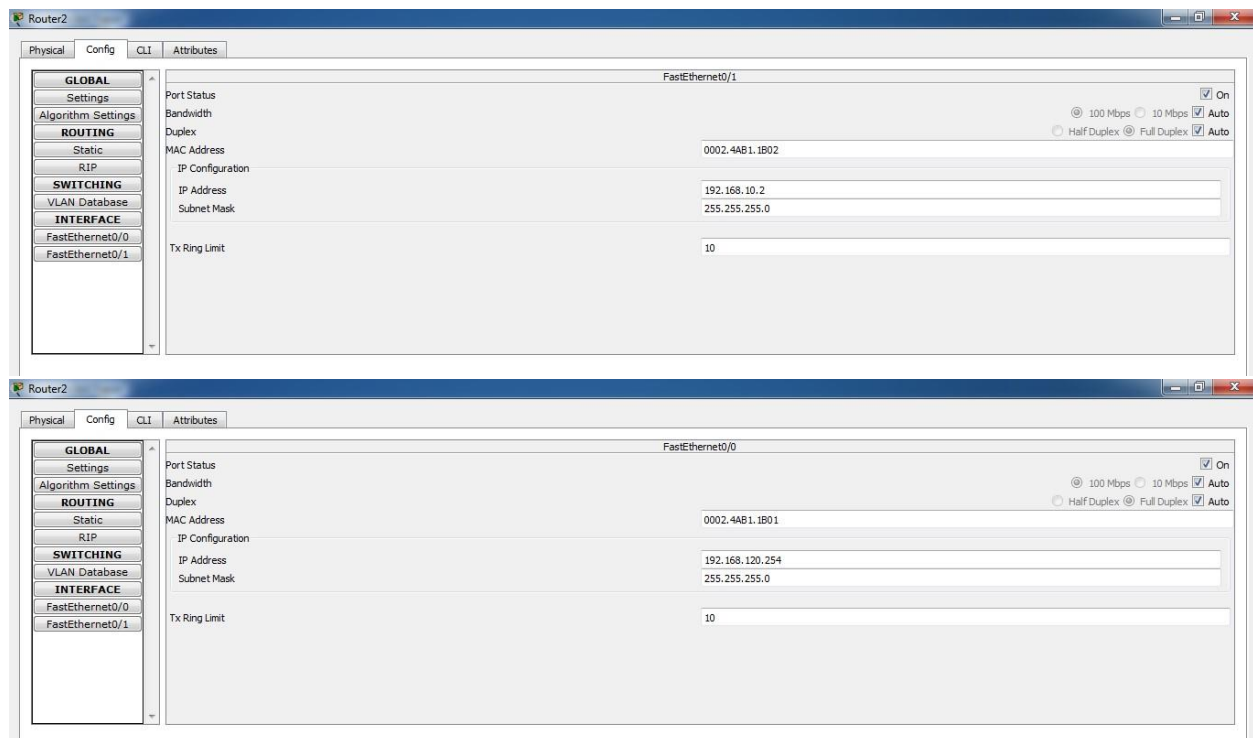 Router2
Physical Config CLI Attributes
GLOBAL
Settings
Algorithm Settings
ROUTING
Static
RIP
SWITCHING
VLAN Database
INTERFACE
FastEthernet0/0
FastEthernet0/1
FastEthernet0/1
Port Status On
Bandwidth 100 Mbps 10 Mbps Auto
Duplex Half Duplex Full Duplex Auto
MAC Address 0002.4AB1.1B02
IP Configuration
IP Address 192.168.10.2
Subnet Mask 255.255.255.0
Tx Ring Limit 10
Router2
Physical Config CLI Attributes
GLOBAL
Settings
Algorithm Settings
ROUTING
Static
RIP
SWITCHING
VLAN Database
INTERFACE
FastEthernet0/0
FastEthernet0/1
FastEthernet0/0
Port Status On
Bandwidth 100 Mbps 10 Mbps Auto
Duplex Half Duplex Full Duplex Auto
MAC Address 0002.4AB1.1B01
IP Configuration
IP Address 192.168.120.254
Subnet Mask 255.255.255.0
Tx Ring Limit 10